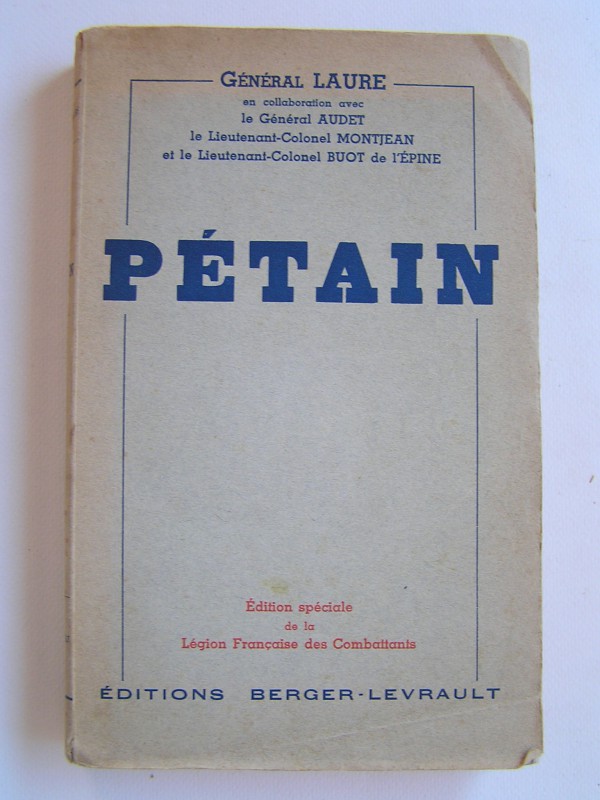 GÉNÉRAL LAURE
en collaboration avec
le Général AUDET
le Lieutenant-Colonel MONTJEAN
et le Lieutenant-Colonel BUOT de l'ÉPINE
PÉTAIN
Édition spéciale
de la
Légion Française des Combattants
ÉDITIONS BERGER-LEVRAULT